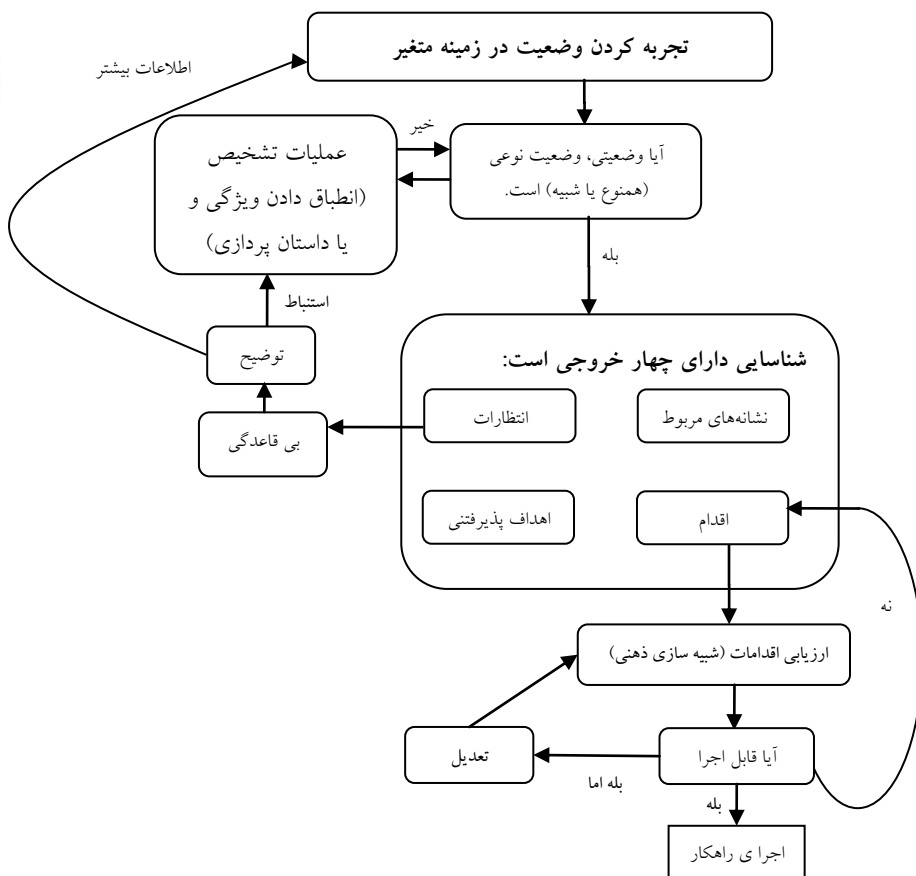 تجربه کردن وضعیت در زمینه متغیر
اطلاعات بیشتر
خیر
عملیات تشخیص
(انطباق دادن ویژگی و
یا داستان پردازی)
آیا وضعیتی، وضعیت نوعی
(همنوع یا شبیه) است.
بله
استنباط
توضیح
بی قاعدگی
شناسایی دارای چهار خروجی است:
نشانه‌های مربوط
انتظارات
اقدام
اهداف پذیرفتنی
نه
ارزیابی اقدامات (شبیه سازی ذهنی)
آیا قابل اجرا
تعدیل
بله اما
بله
اجرا ی راهکار